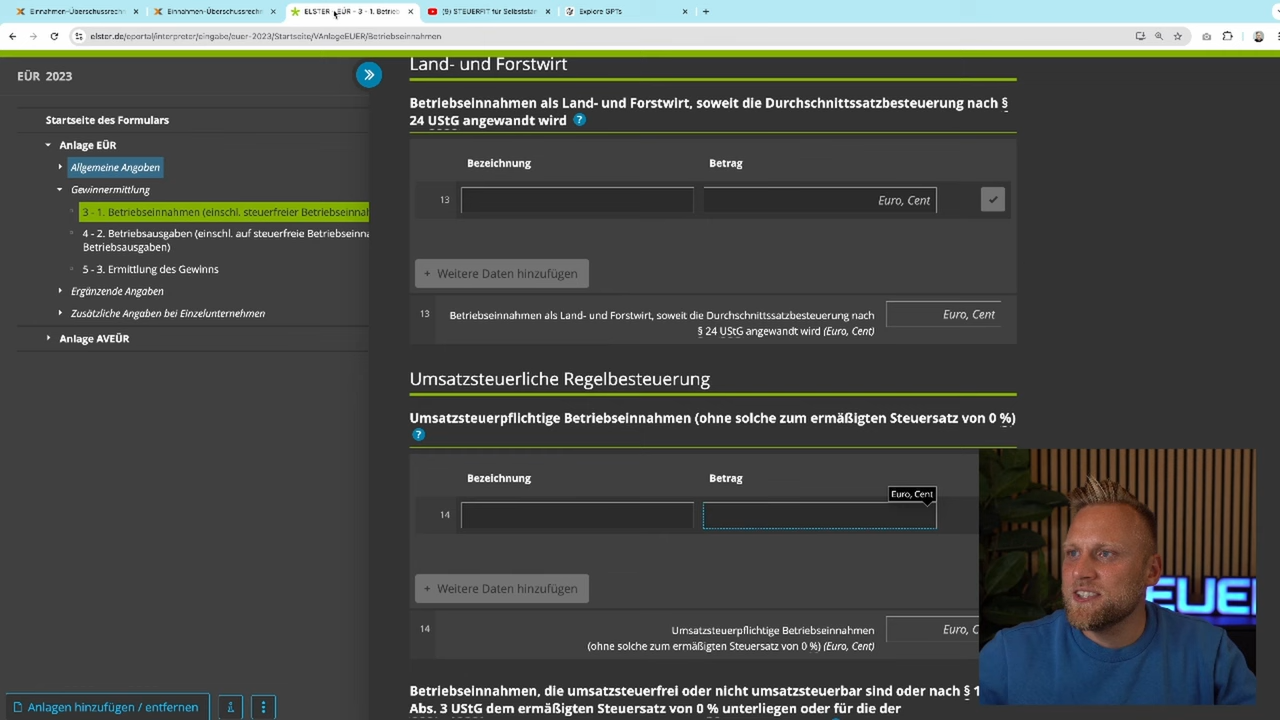 Einnahmen-Überschussrechn
Einnahmen-Überschussrechn
ELSTER - EÜR - 3 - 1. Betrieb
(9) STEUERFIT für Selbststän
Explore GPTs
elster.de/eportal/interpreter/eingabe/euer-2023/Startseite/VAnlageEUER/Betriebseinnahmen
EÜR 2023
Startseite des Formulars
Anlage EÜR
Allgemeine Angaben
Gewinnermittlung
3 - 1. Betriebseinnahmen (einschl. steuerfreier Betriebseinnah
4 - 2. Betriebsausgaben (einschl. auf steuerfreie Betriebseinna
Betriebsausgaben)
5 - 3. Ermittlung des Gewinns
Ergänzende Angaben
Zusätzliche Angaben bei Einzelunternehmen
Anlage AVEÜR
Anlagen hinzufügen / entfernen
Land- und Forstwirt
Betriebseinnahmen als Land- und Forstwirt, soweit die Durchschnittssatzbesteuerung nach §
24 UStG angewandt wird ?
Bezeichnung Betrag
13 Euro, Cent
+ Weitere Daten hinzufügen
13 Betriebseinnahmen als Land- und Forstwirt, soweit die Durchschnittssatzbesteuerung nach Euro, Cent
§ 24 UStG angewandt wird (Euro, Cent)
Umsatzsteuerliche Regelbesteuerung
Umsatzsteuerpflichtige Betriebseinnahmen (ohne solche zum ermäßigten Steuersatz von 0 %)
?
Bezeichnung Betrag
Euro, Cent
14
+ Weitere Daten hinzufügen
14 Umsatzsteuerpflichtige Betriebseinnahmen Euro, C
(ohne solche zum ermäßigten Steuersatz von 0 %) (Euro, Cent)
Betriebseinnahmen, die umsatzsteuerfrei oder nicht umsatzsteuerbar sind oder nach § 1
Abs. 3 UStG dem ermäßigten Steuersatz von 0 % unterliegen oder für die der
EUER